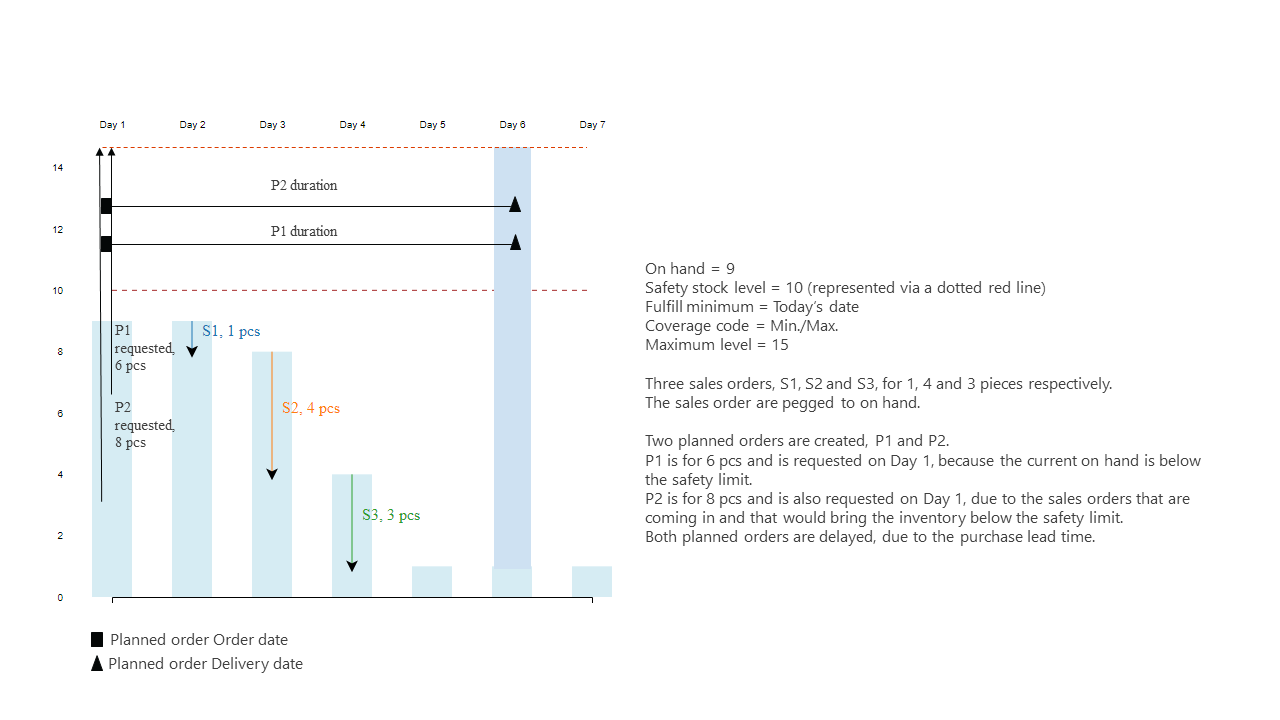 Day 1 Day 2 Day 3 Day 4 Day 5 Day 6 Day 7
14
P2 duration
12
P1 duration
10
8
6
4
2
0
P1
requested,
6 pcs
P2
requested,
8 pcs
S1, 1 pcs
S2, 4 pcs
S3, 3 pcs
On hand = 9
Safety stock level = 10 (represented via a dotted red line)
Fulfill minimum = Today's date
Coverage code = Min./Max.
Maximum level = 15
Three sales orders, S1, S2 and S3, for 1, 4 and 3 pieces respectively.
The sales order are pegged to on hand.
Two planned orders are created, P1 and P2.
P1 is for 6 pcs and is requested on Day 1, because the current on hand is below
the safety limit.
P2 is for 8 pcs and is also requested on Day 1, due to the sales orders that are
coming in and that would bring the inventory below the safety limit.
Both planned orders are delayed, due to the purchase lead time.
Planned order Order date
Planned order Delivery date